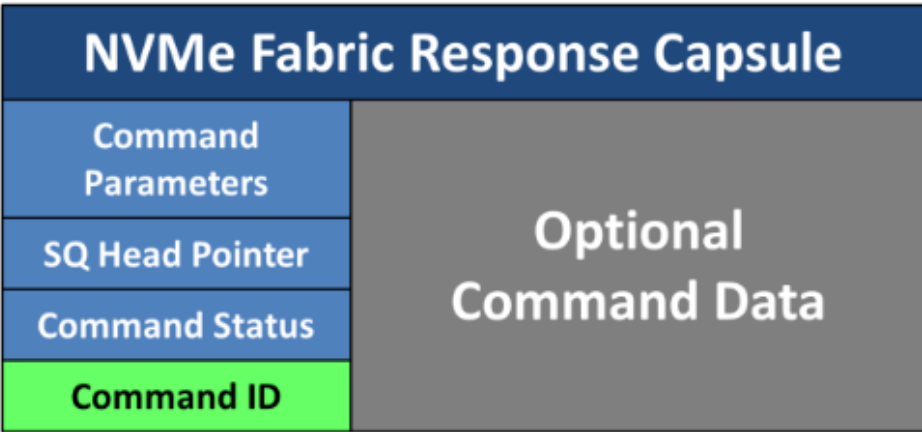 NVMe Fabric Response Capsule
Command
Parameters
SQ Head Pointer
Command Status
Command ID
Optional
Command Data